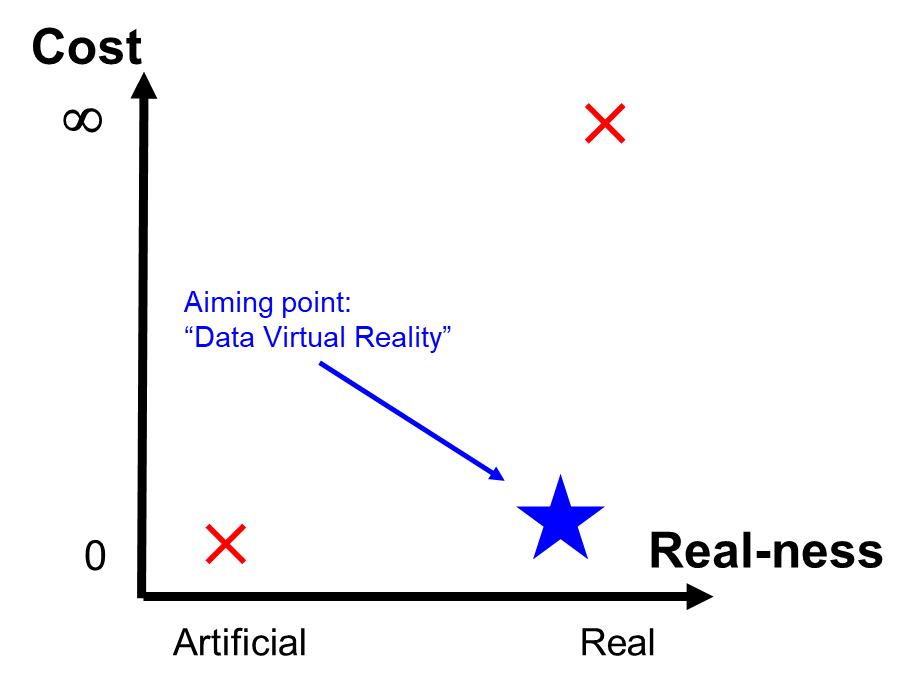 Cost
∞
Aiming point:
“Data Virtual Reality”
0
Real-ness
Artificial
Real